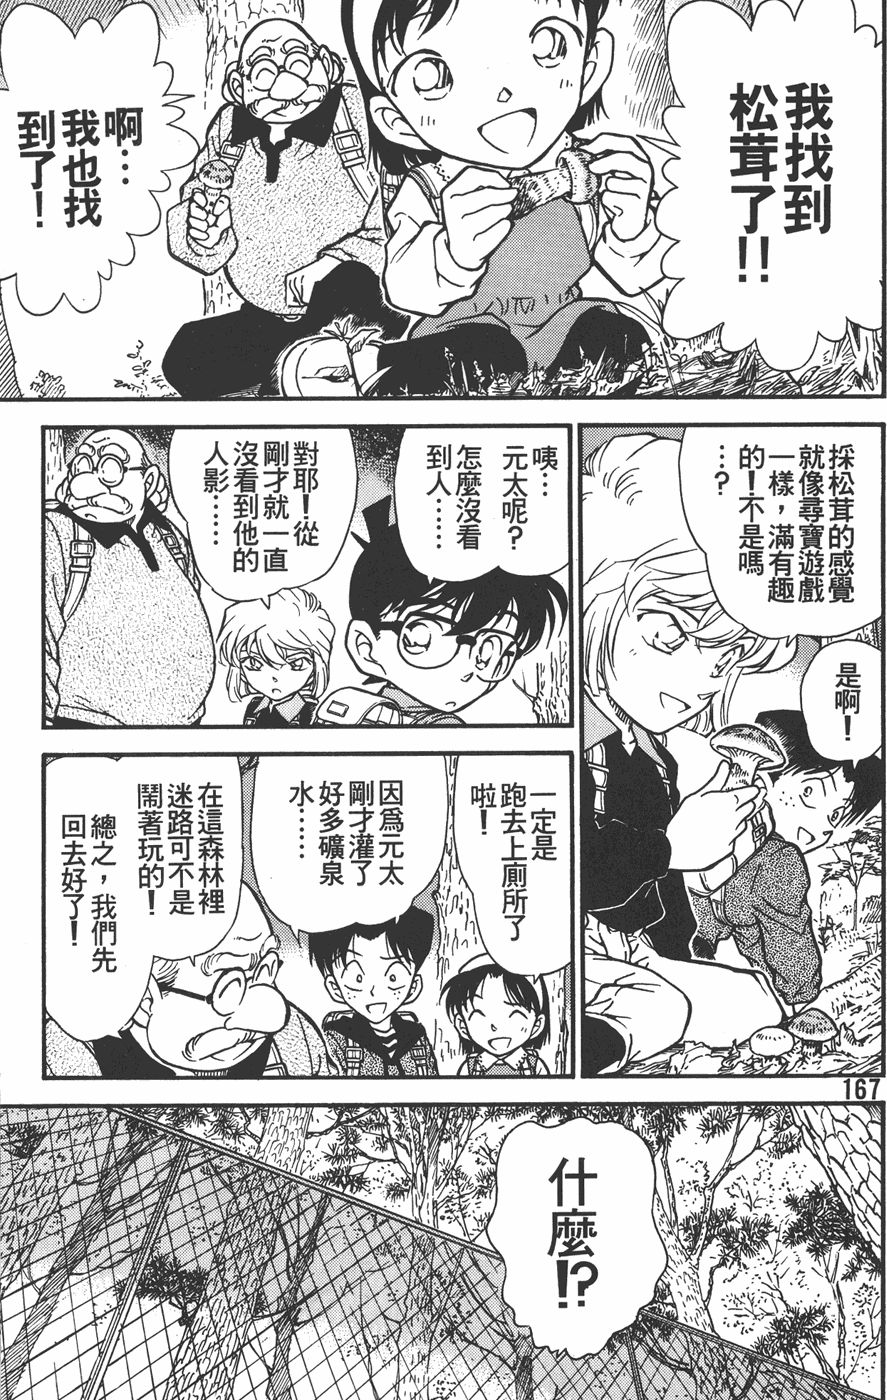 我找到
松茸了!!
啊…
我也找
到了!
採松茸的感覺
就像尋寶遊戲
一樣，滿有趣
的!不是嗎
…?
是啊!
咦…
元太呢?
怎麼沒看
到人……
對耶!從
剛才就一直
沒看到他的
人影……
一定是
跑去上廁所了
啦!
因為元太
剛才灌了
好多礦泉
水……
在這森林裡
迷路可不是
鬧著玩的!
總之，我們先
回去好了!
167
什麼!?